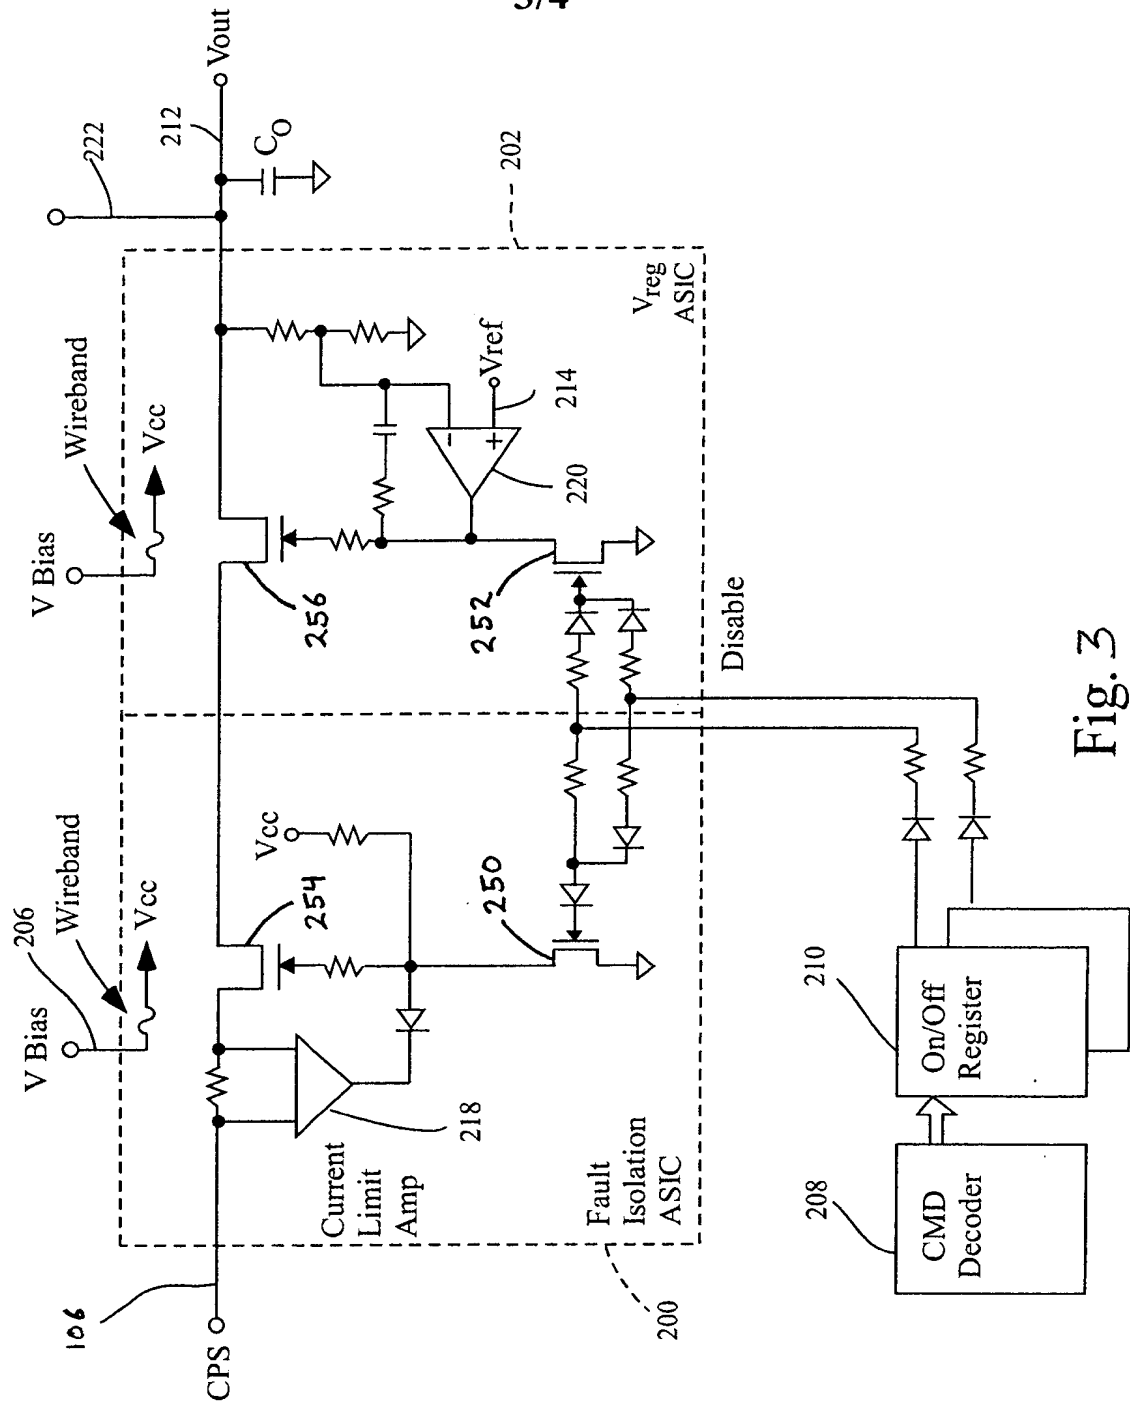 3/4
V Bias
206
Wireband
Vcc
V Bias
Wireband
Vcc
222
212
Vout
CO
202
106
CPS
254
Vcc
256
Vref
214
220
Vreg
ASIC
Current
Limit
Amp
218
250
252
Fault
Isolation
ASIC
200
Disable
208
CMD
Decoder
210
On/Off
Register
Fig. 3